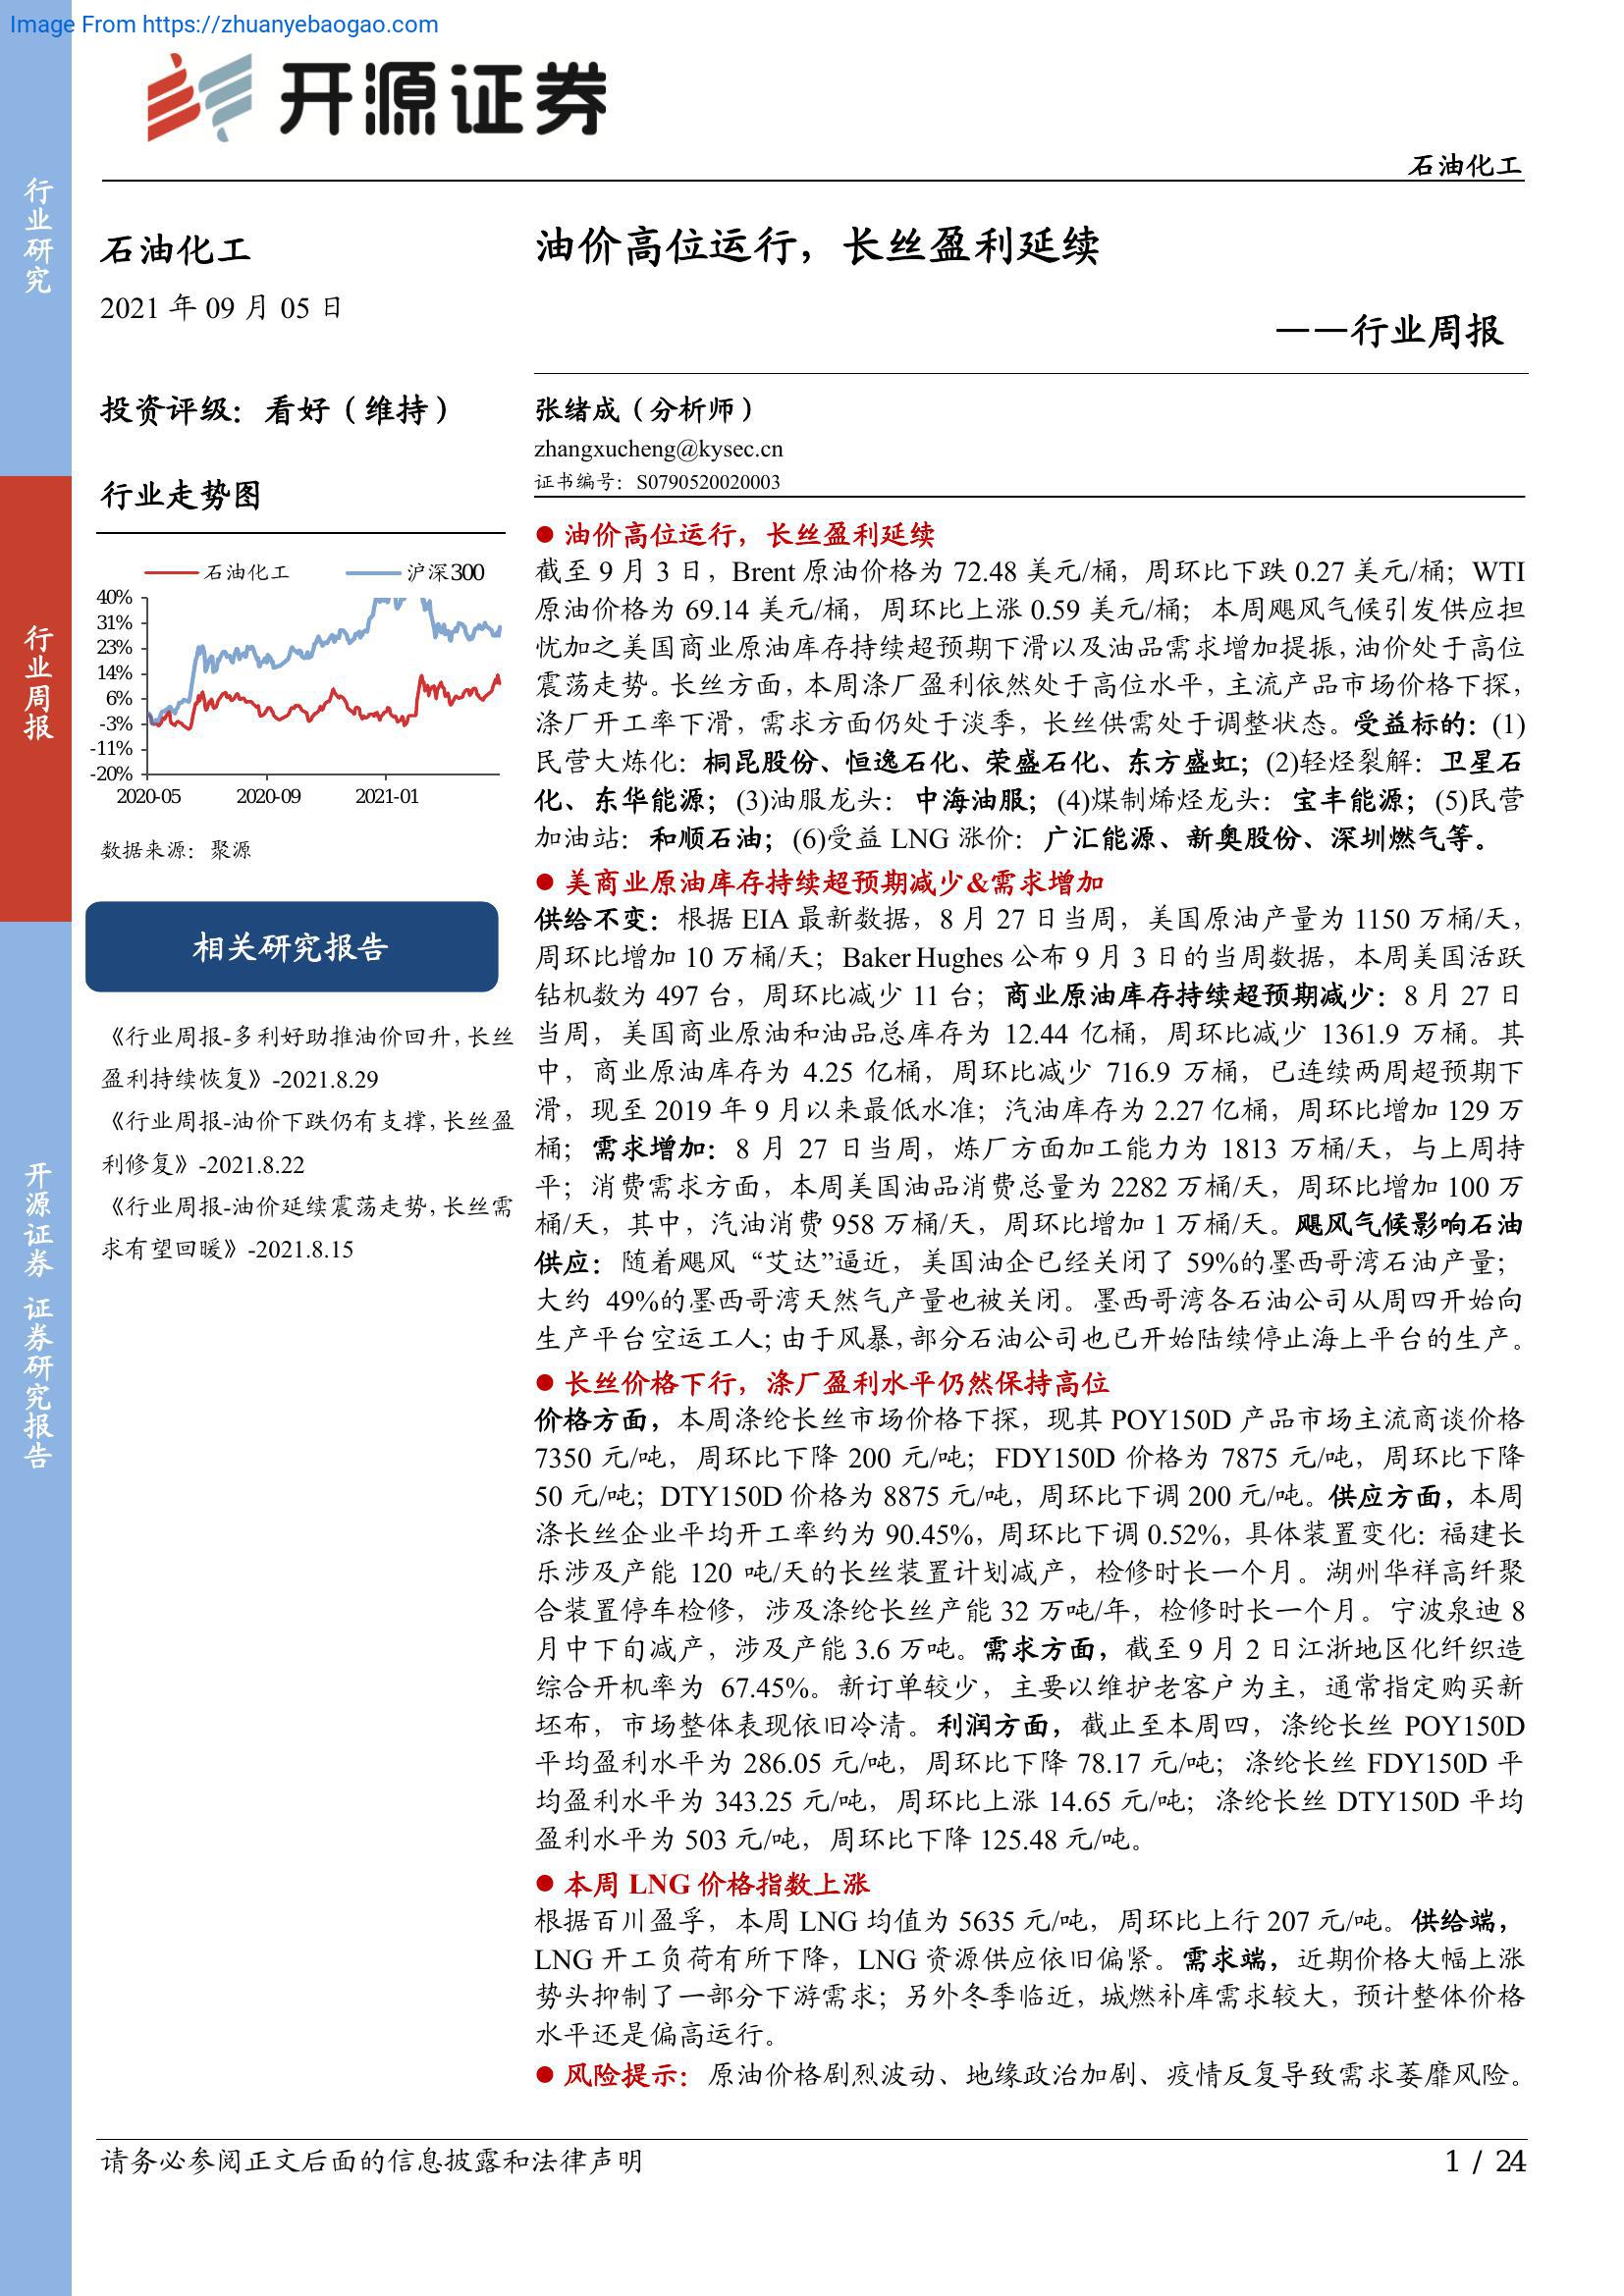 Image From https://zhuanyebaogao.com
开源证券
石油化工
行业研究
行业周报
开源证券 证券研究报告
石油化工
2021 年 09 月 05 日
投资评级：看好（维持）
行业走势图
石油化工 沪深300
40%
31%
23%
14%
6%
-3%
-11%
-20%
2020-05 2020-09 2021-01
数据来源：聚源
相关研究报告
《行业周报-多利好助推油价回升，长丝
盈利持续恢复》-2021.8.29
《行业周报-油价下跌仍有支撑，长丝盈
利修复》-2021.8.22
《行业周报-油价延续震荡走势，长丝需
求有望回暖》-2021.8.15
油价高位运行，长丝盈利延续
——行业周报
张绪成（分析师）
zhangxucheng@kysec.cn
证书编号：S0790520020003
● 油价高位运行，长丝盈利延续
截至 9 月 3 日，Brent 原油价格为 72.48 美元/桶，周环比下跌 0.27 美元/桶；WTI
原油价格为 69.14 美元/桶，周环比上涨 0.59 美元/桶；本周飓风气候引发供应担
忧加之美国商业原油库存持续超预期下滑以及油品需求增加提振，油价处于高位
震荡走势。长丝方面，本周涤厂盈利依然处于高位水平，主流产品市场价格下探，
涤厂开工率下滑，需求方面仍处于淡季，长丝供需处于调整状态。受益标的：(1)
民营大炼化：桐昆股份、恒逸石化、荣盛石化、东方盛虹；(2)轻烃裂解：卫星石
化、东华能源；(3)油服龙头：中海油服；(4)煤制烯烃龙头：宝丰能源；(5)民营
加油站：和顺石油；(6)受益 LNG 涨价：广汇能源、新奥股份、深圳燃气等。
● 美商业原油库存持续超预期减少&需求增加
供给不变：根据 EIA 最新数据，8 月 27 日当周，美国原油产量为 1150 万桶/天，
周环比增加 10 万桶/天；Baker Hughes 公布 9 月 3 日的当周数据，本周美国活跃
钻机数为 497 台，周环比减少 11 台；商业原油库存持续超预期减少：8 月 27 日
当周，美国商业原油和油品总库存为 12.44 亿桶，周环比减少 1361.9 万桶。其
中，商业原油库存为 4.25 亿桶，周环比减少 716.9 万桶，已连续两周超预期下
滑，现至 2019 年 9 月以来最低水准；汽油库存为 2.27 亿桶，周环比增加 129 万
桶；需求增加：8 月 27 日当周，炼厂方面加工能力为 1813 万桶/天，与上周持
平；消费需求方面，本周美国油品消费总量为 2282 万桶/天，周环比增加 100 万
桶/天，其中，汽油消费 958 万桶/天，周环比增加 1 万桶/天。飓风气候影响石油
供应：随着飓风“艾达”逼近，美国油企已经关闭了 59%的墨西哥湾石油产量；
大约 49%的墨西哥湾天然气产量也被关闭。墨西哥湾各石油公司从周四开始向
生产平台空运工人；由于风暴，部分石油公司也已开始陆续停止海上平台的生产。
● 长丝价格下行，涤厂盈利水平仍然保持高位
价格方面，本周涤纶长丝市场价格下探，现其 POY150D 产品市场主流商谈价格
7350 元/吨，周环比下降 200 元/吨；FDY150D 价格为 7875 元/吨，周环比下降
50 元/吨；DTY150D 价格为 8875 元/吨，周环比下调 200 元/吨。供应方面，本周
涤长丝企业平均开工率约为 90.45%，周环比下调 0.52%，具体装置变化：福建长
乐涉及产能 120 吨/天的长丝装置计划减产，检修时长一个月。湖州华祥高纤聚
合装置停车检修，涉及涤纶长丝产能 32 万吨/年，检修时长一个月。宁波泉迪 8
月中下旬减产，涉及产能 3.6 万吨。需求方面，截至 9 月 2 日江浙地区化纤织造
综合开机率为 67.45%。新订单较少，主要以维护老客户为主，通常指定购买新
坯布，市场整体表现依旧冷清。利润方面，截止至本周四，涤纶长丝 POY150D
平均盈利水平为 286.05 元/吨，周环比下降 78.17 元/吨；涤纶长丝 FDY150D 平
均盈利水平为 343.25 元/吨，周环比上涨 14.65 元/吨；涤纶长丝 DTY150D 平均
盈利水平为 503 元/吨，周环比下降 125.48 元/吨。
● 本周 LNG 价格指数上涨
根据百川盈孚，本周 LNG 均值为 5635 元/吨，周环比上行 207 元/吨。供给端，
LNG 开工负荷有所下降，LNG 资源供应依旧偏紧。需求端，近期价格大幅上涨
势头抑制了一部分下游需求；另外冬季临近，城燃补库需求较大，预计整体价格
水平还是偏高运行。
● 风险提示：原油价格剧烈波动、地缘政治加剧、疫情反复导致需求萎靡风险。
请务必参阅正文后面的信息披露和法律声明
1 / 24